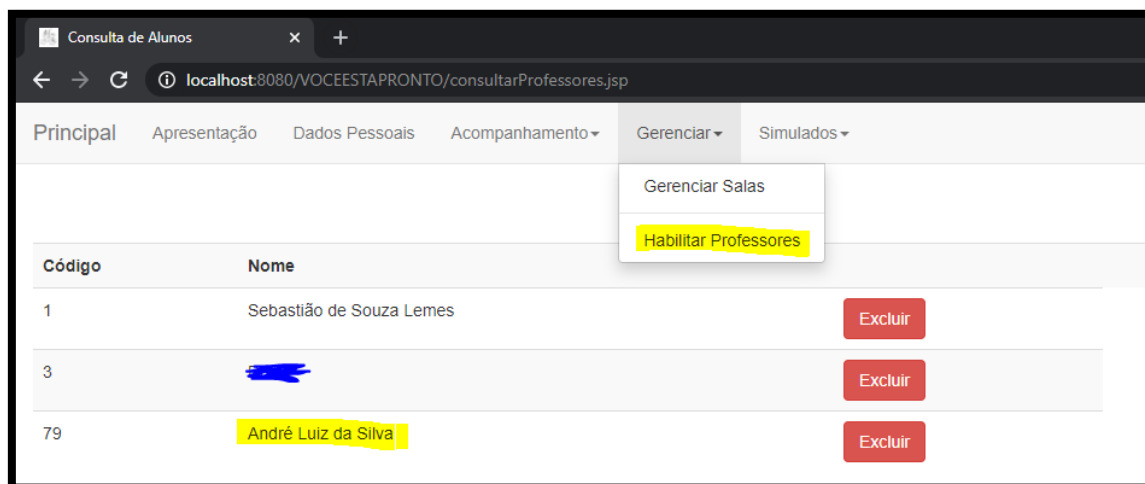 Consulta de Alunos
localhost:8080/VOCEESTAPRONTO/consultarProfessores.jsp
Principal Apresentação Dados Pessoais Acompanhamento Gerenciar Simulados
Gerenciar Salas
Habilitar Professores
Código Nome
1 Sebastião de Souza Lemes Excluir
3 Excluir
79 André Luiz da Silva Excluir